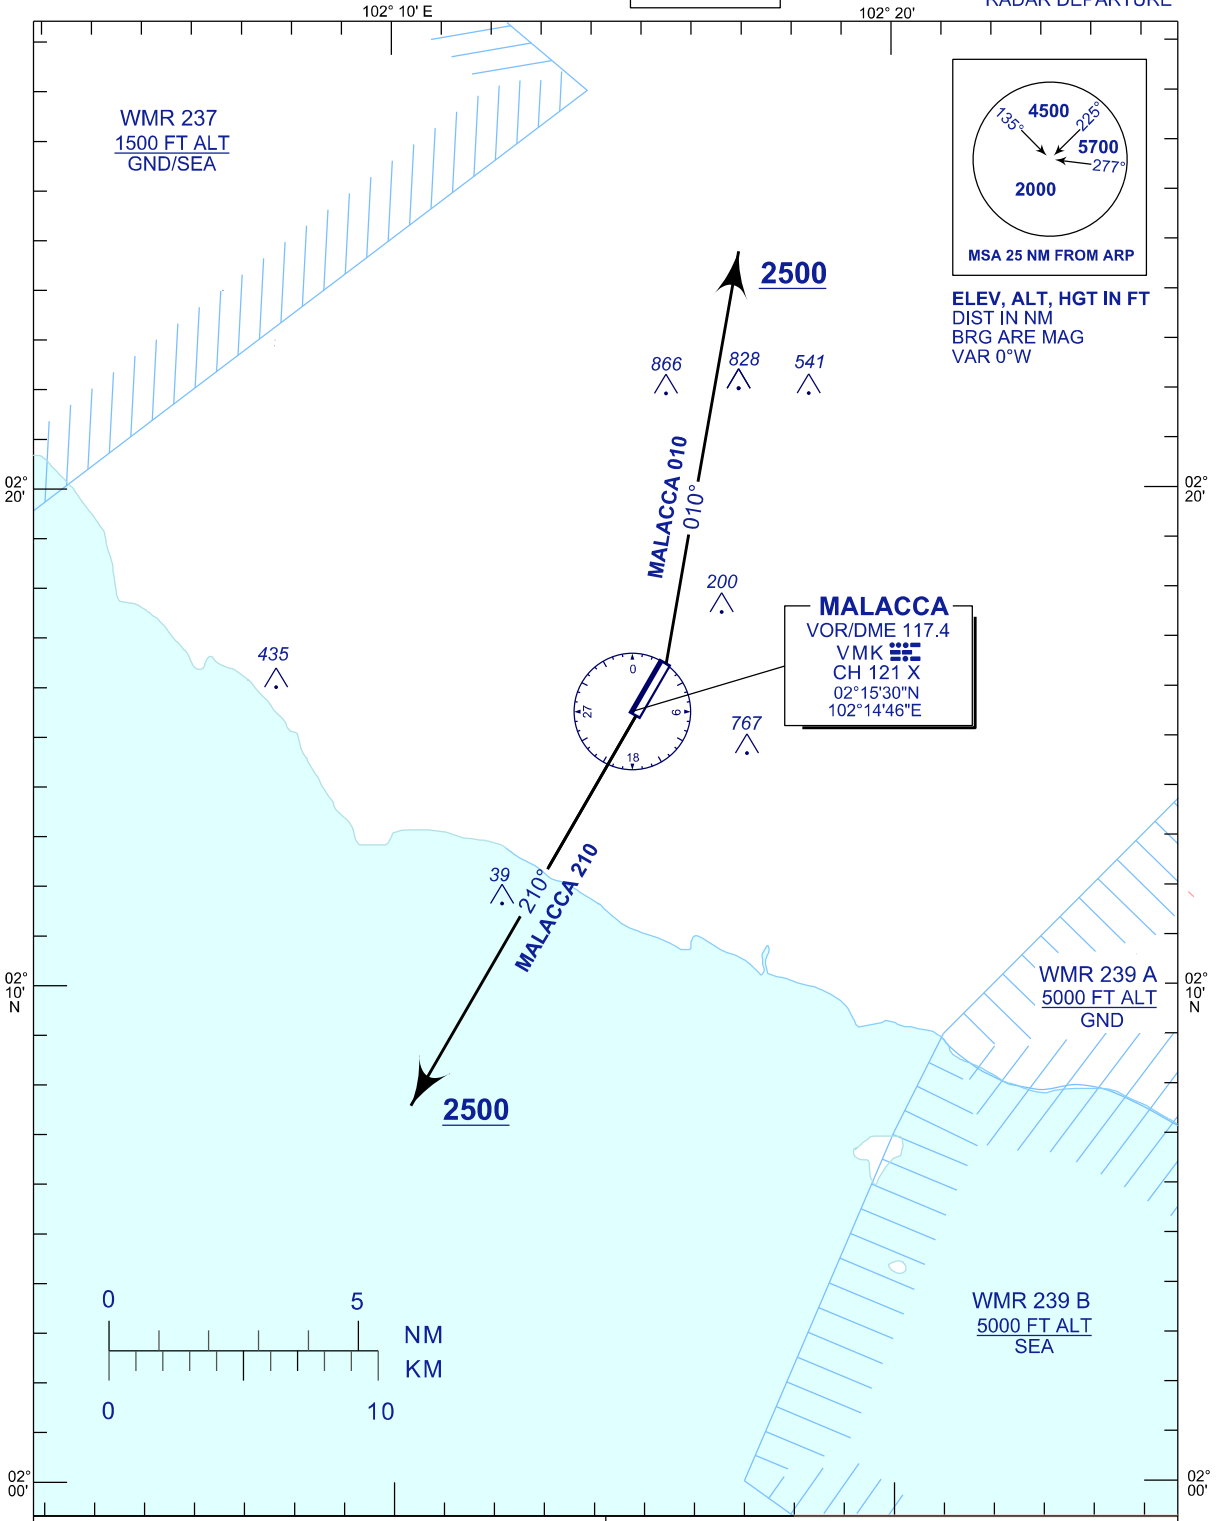 102° 10' E
102° 20'
RADAR DEPARTURE
WMR 237
1500 FT ALT
GND/SEA
4500
135°
225°
5700
277°
2000
MSA 25 NM FROM ARP
2500
ELEV, ALT, HGT IN FT
DIST IN NM
BRG ARE MAG
VAR 0°W
866
828
541
MALACCA 010
010°
02°
20'
02°
20'
200
MALACCA
VOR/DME 117.4
VMK
CH 121 X
02°15'30"N
102°14'46"E
435
0
27
9
18
767
39
210°
MALACCA 210
WMR 239 A
5000 FT ALT
GND
02°
10'
N
02°
10'
N
2500
WMR 239 B
5000 FT ALT
SEA
0
5
NM
KM
0
10
02°
00'
02°
00'